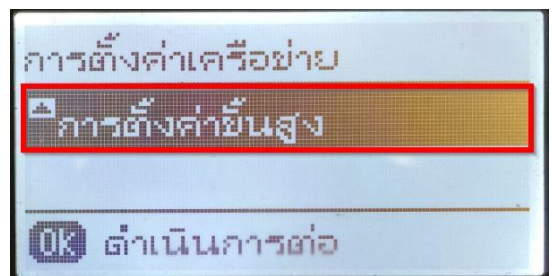 การตั้งค่าเครือข่าย
การตั้งค่าขั้นสูง
OK ดำเนินการต่อ